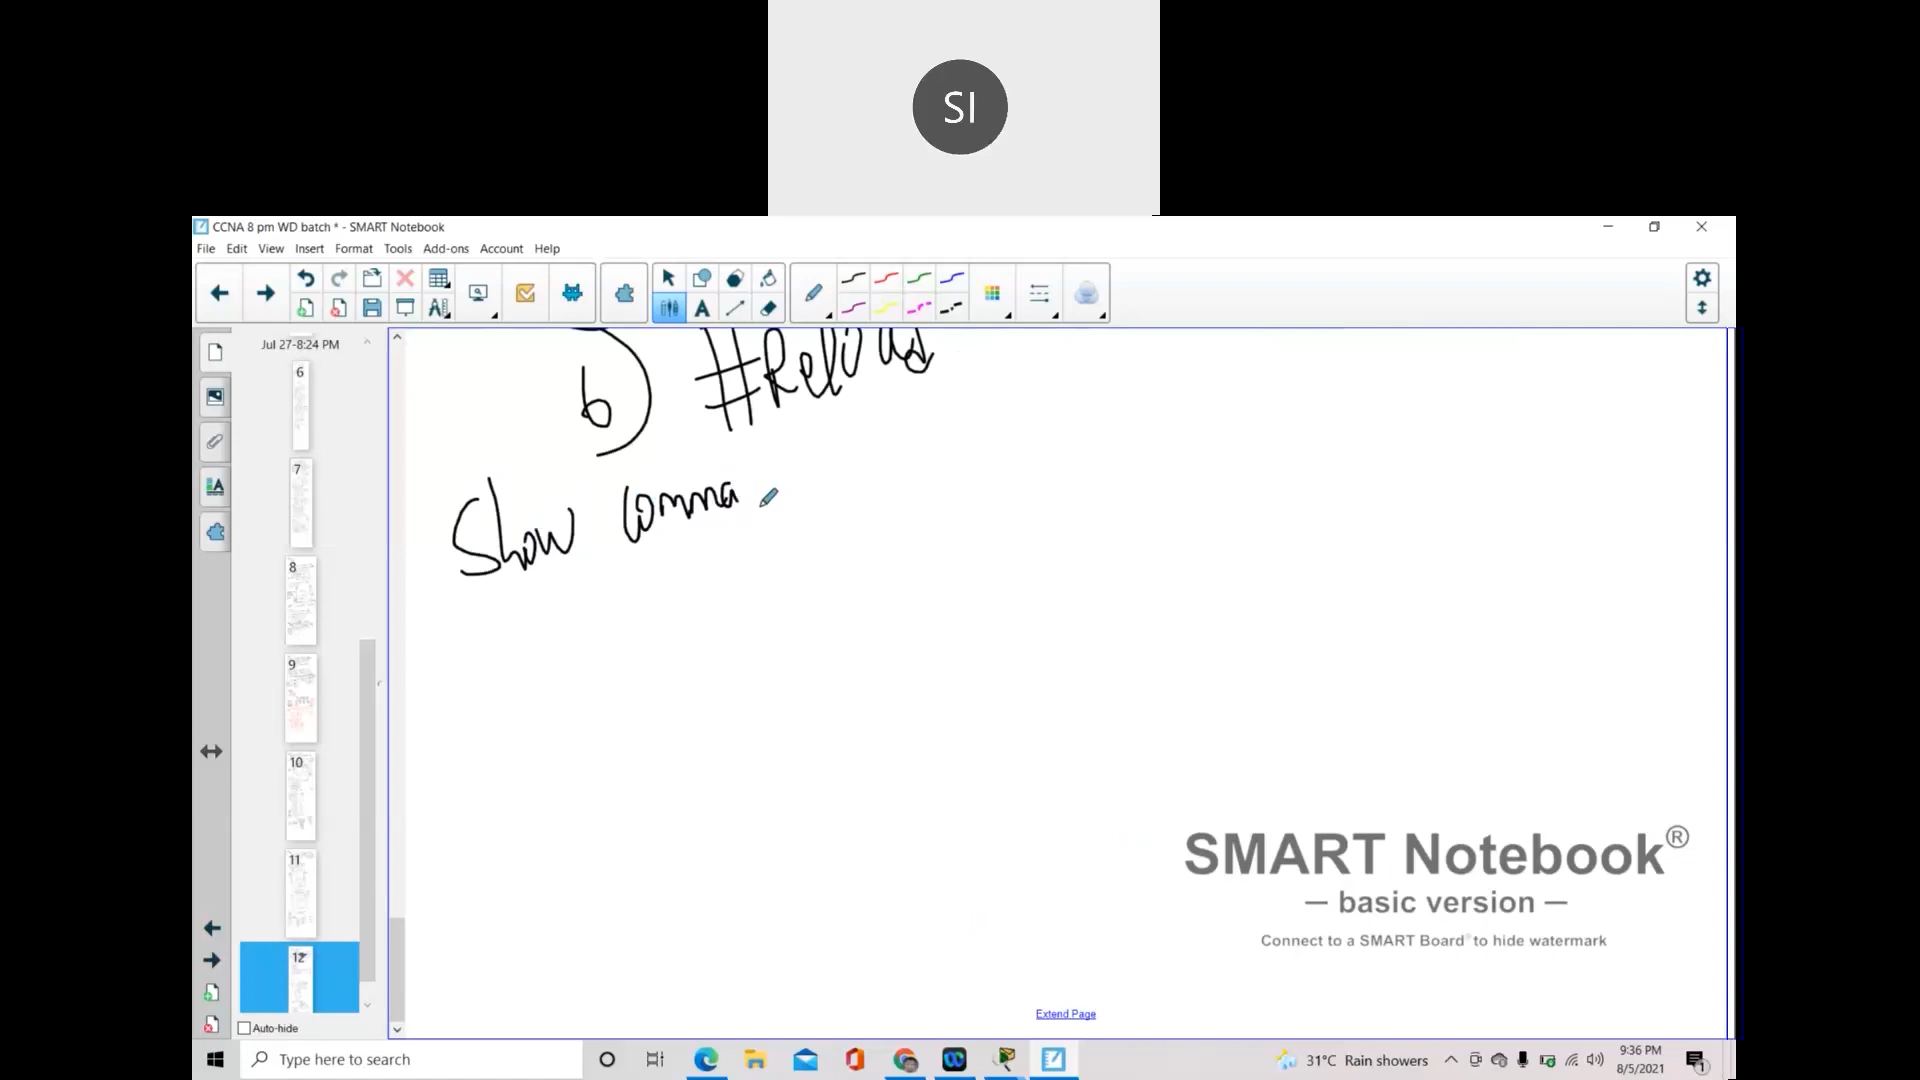 SI
CCNA 8 pm WD batch * - SMART Notebook
File Edit View Insert Format Tools Add-ons Account Help
Jul 27-8:24 PM
6
7
8
9
10
11
12
6) #Reload
Show comma
SMART Notebook®
— basic version —
Connect to a SMART Board® to hide watermark
Extend Page
Auto-hide
Type here to search
31°C Rain showers
9:36 PM
8/5/2021
1